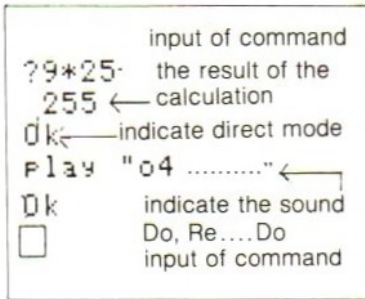 input of command
?9*25- the result of the
255 ← calculation
Ok ← indicate direct mode
play "o4 .........." ←
Ok indicate the sound
Do, Re....Do
input of command